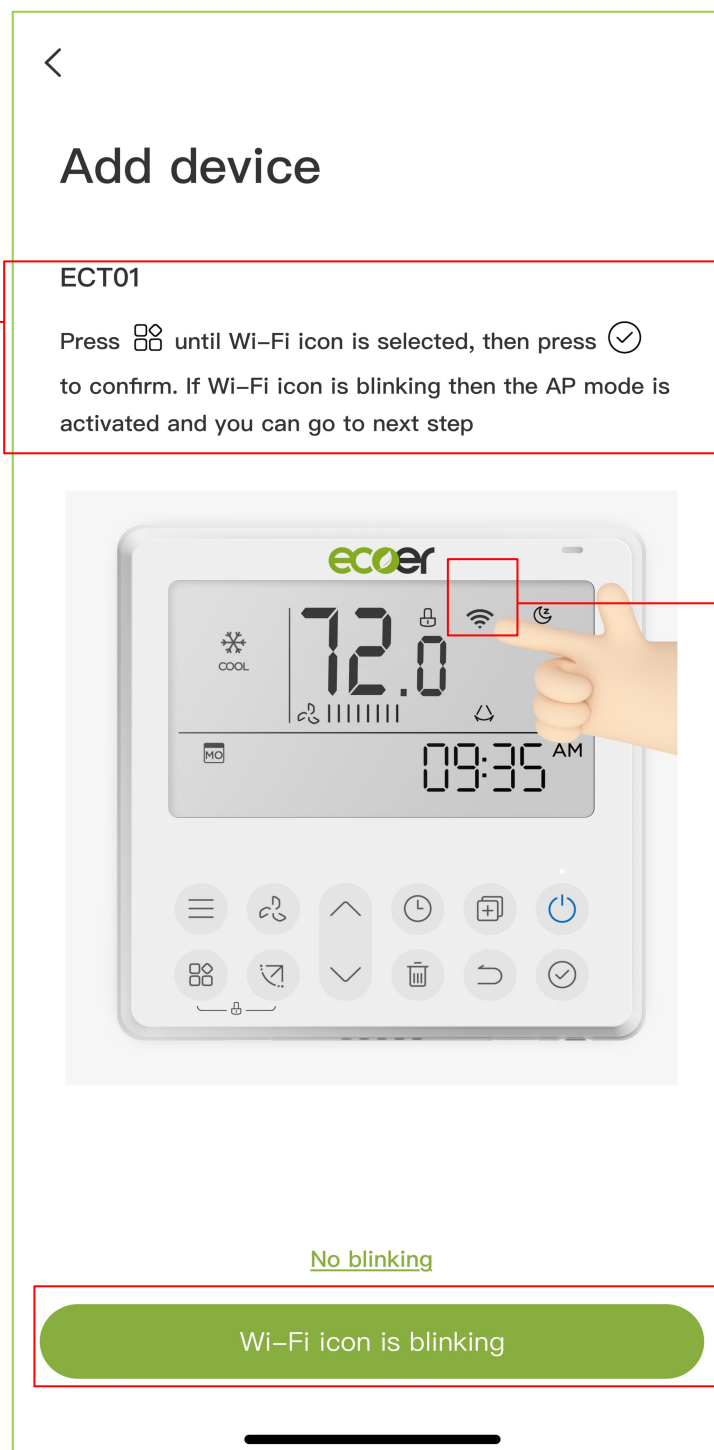 Add device
ECT01
Press until Wi-Fi icon is selected, then press
to confirm. If Wi-Fi icon is blinking then the AP mode is
activated and you can go to next step
ecoer
72.0
COOL
MO
09:35 AM
No blinking
Wi-Fi icon is blinking